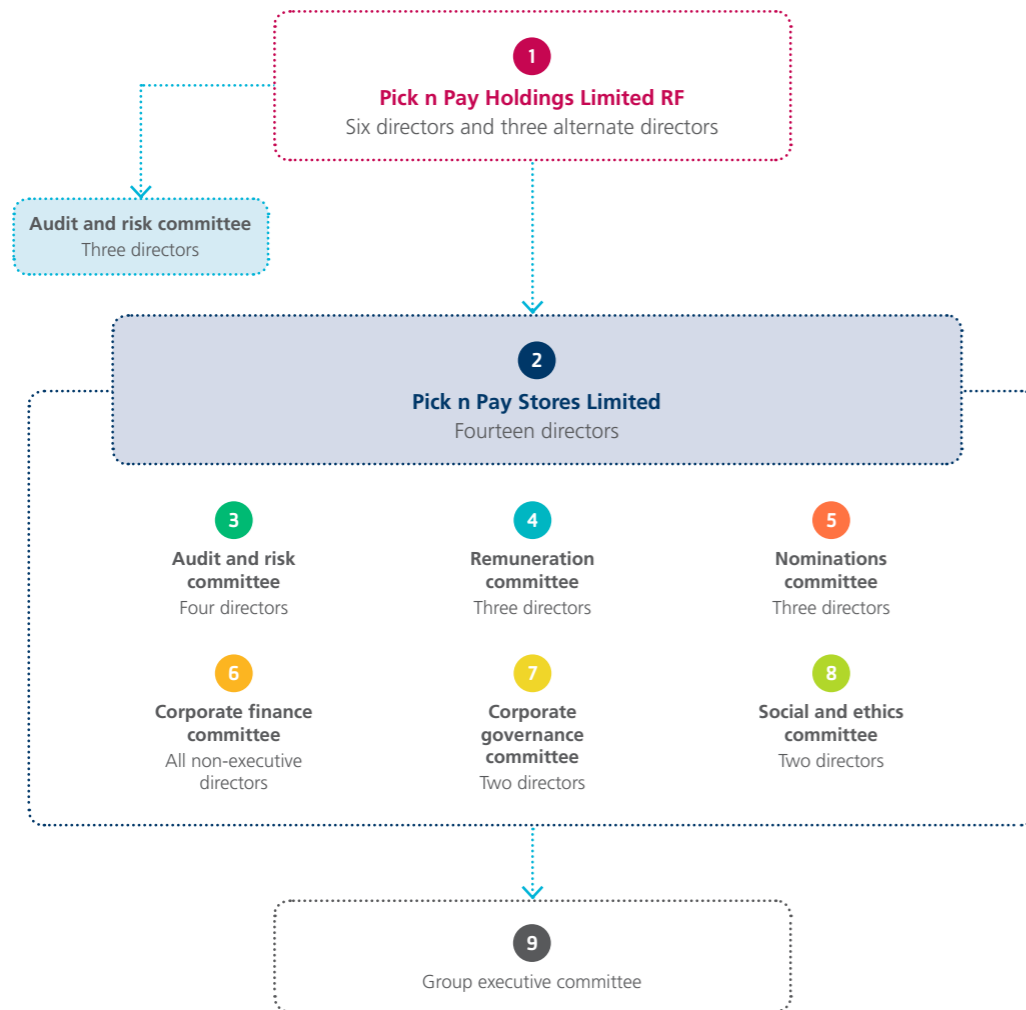 1
Pick n Pay Holdings Limited RF
Six directors and three alternate directors
Audit and risk committee
Three directors
2
Pick n Pay Stores Limited
Fourteen directors
3
Audit and risk
committee
Four directors
4
Remuneration
committee
Three directors
5
Nominations
committee
Three directors
6
Corporate finance
committee
All non-executive
directors
7
Corporate
governance
committee
Two directors
8
Social and ethics
committee
Two directors
9
Group executive committee